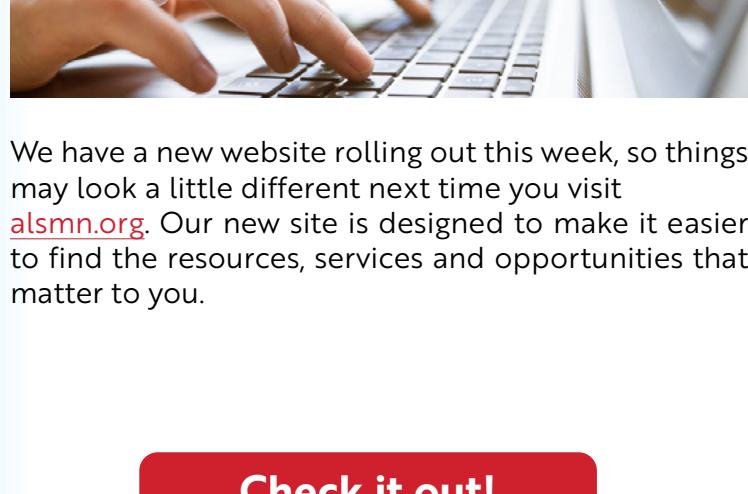 We have a new website rolling out this week, so things
may look a little different next time you visit
alsmn.org. Our new site is designed to make it easier
to find the resources, services and opportunities that
matter to you.
Check it out!